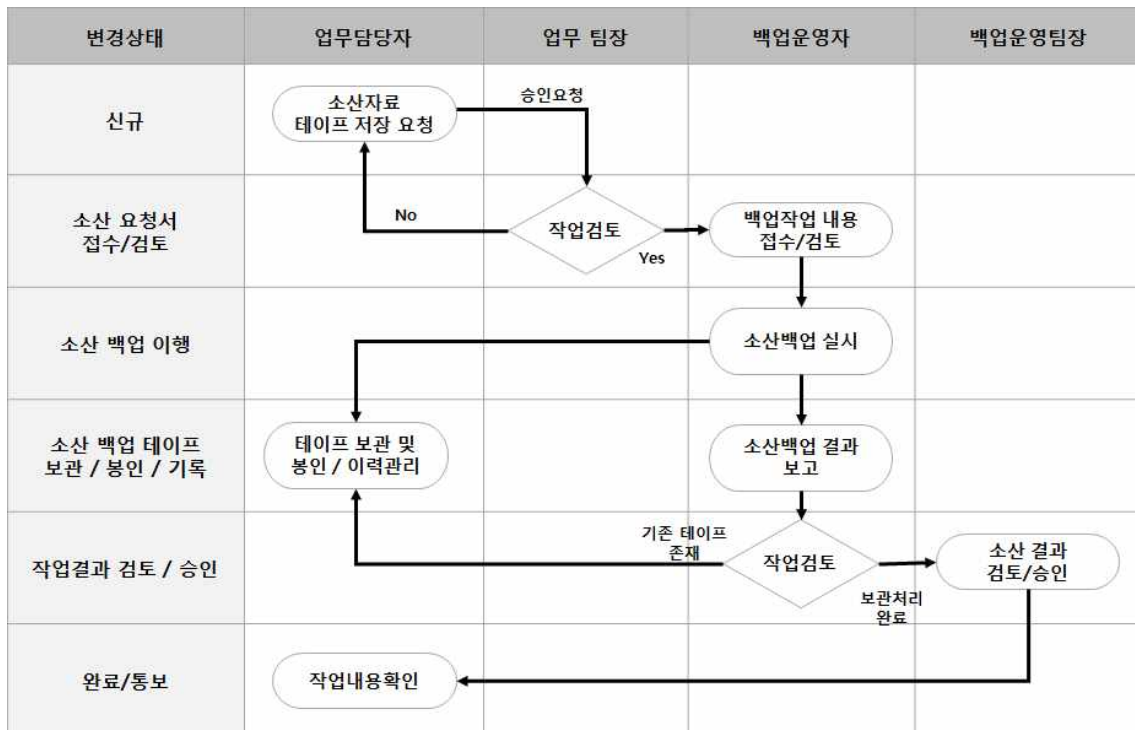 변경상태
업무담당자
업무 팀장
백업운영자
백업운영팀장
신규
소산자료
테이프 저장 요청
승인요청
소산 요청서
접수/검토
No
작업검토
Yes
백업작업 내용
접수/검토
소산 백업 이행
소산백업 실시
소산 백업 테이프
보관 / 봉인 / 기록
테이프 보관 및
봉인 / 이력관리
소산백업 결과
보고
작업결과 검토 / 승인
기존 테이프
존재
작업검토
보관처리
완료
소산 결과
검토/승인
완료/통보
작업내용확인